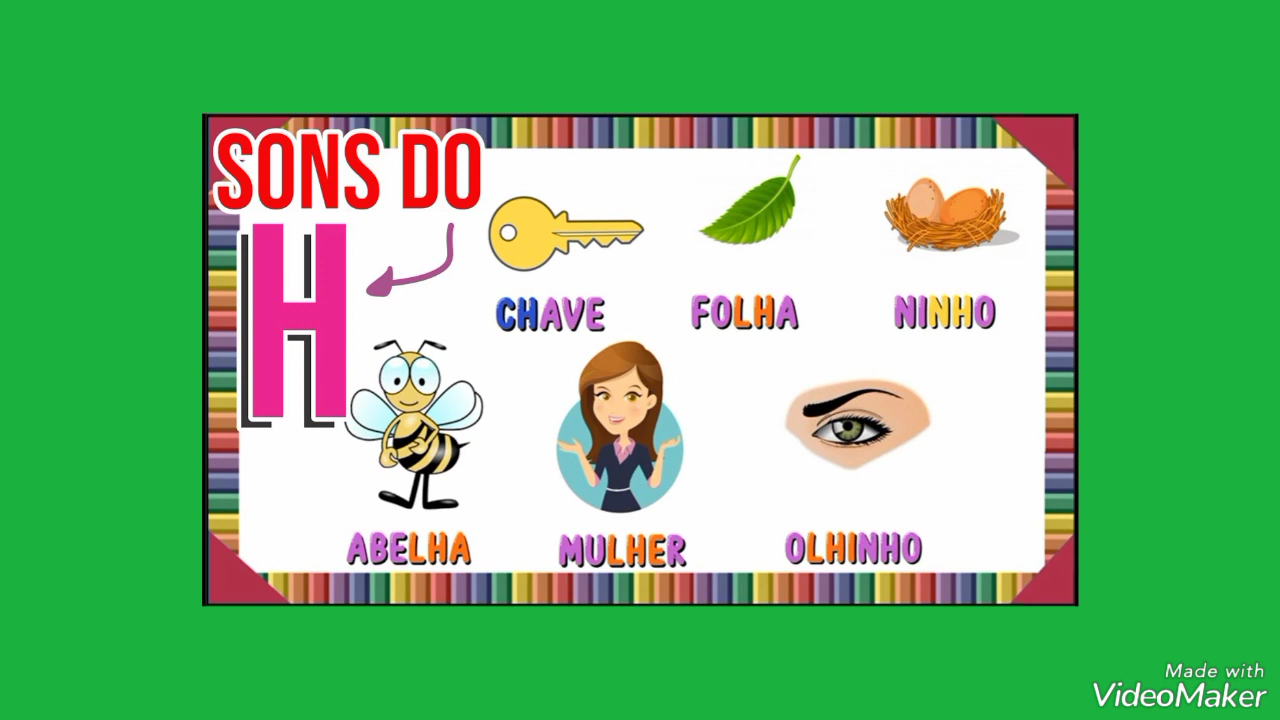 SONS DO
H
CHAVE
FOLHA
NINHO
ABELHA
MULHER
OLHINHO
Made with
VideoMaker